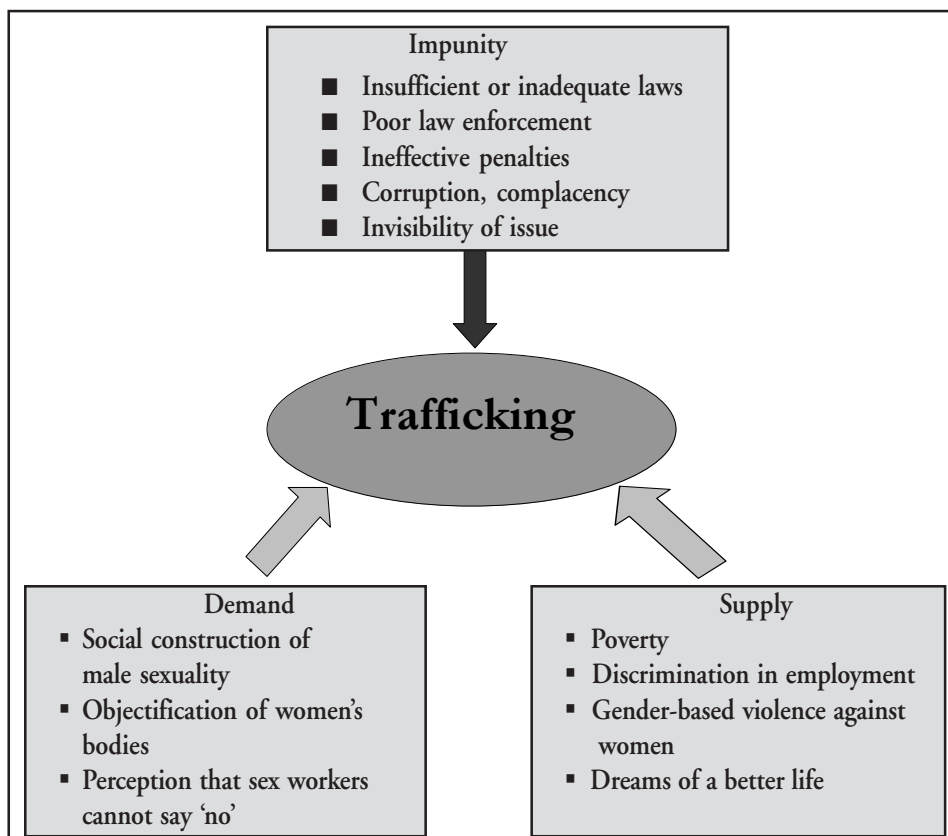 Impunity
■ Insufficient or inadequate laws
■ Poor law enforcement
■ Ineffective penalties
■ Corruption, complacency
■ Invisibility of issue
Trafficking
Demand
▪ Social construction of
male sexuality
▪ Objectification of women’s
bodies
▪ Perception that sex workers
cannot say ‘no’
Supply
▪ Poverty
▪ Discrimination in employment
▪ Gender-based violence against
women
▪ Dreams of a better life